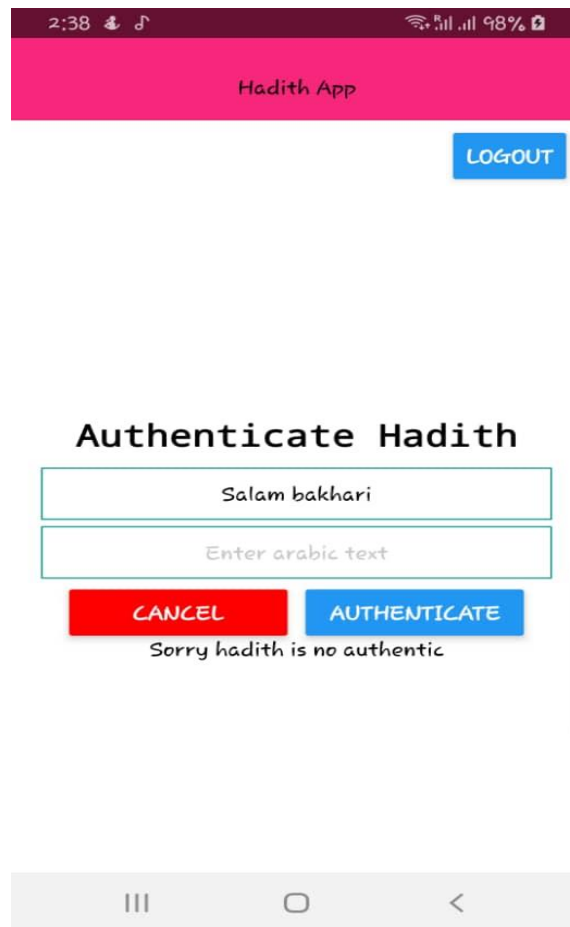 2:38 98%
Hadith App
LOGOUT
Authenticate Hadith
Salam bakhari
Enter arabic text
CANCEL AUTHENTICATE
Sorry hadith is no authentic